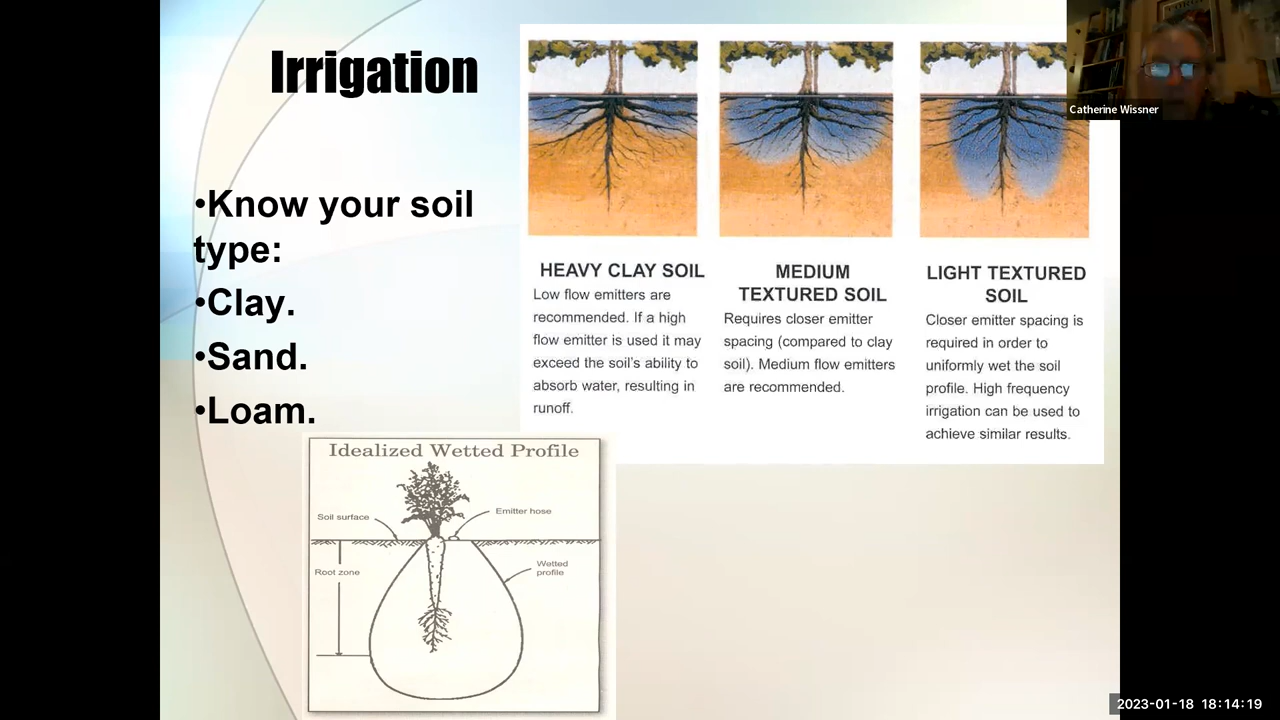 Irrigation
•Know your soil
type:
•Clay.
•Sand.
•Loam.
HEAVY CLAY SOIL
Low flow emitters are
recommended. If a high
flow emitter is used it may
exceed the soil's ability to
absorb water, resulting in
runoff.
MEDIUM
TEXTURED SOIL
Requires closer emitter
spacing (compared to clay
soil). Medium flow emitters
are recommended.
LIGHT TEXTURED
SOIL
Closer emitter spacing is
required in order to
uniformly wet the soil
profile. High frequency
irrigation can be used to
achieve similar results.
Idealized Wetted Profile
Soil surface
Emitter hose
Root zone
Wetted
profile
Catherine Wissner
2023-01-18 18:14:19